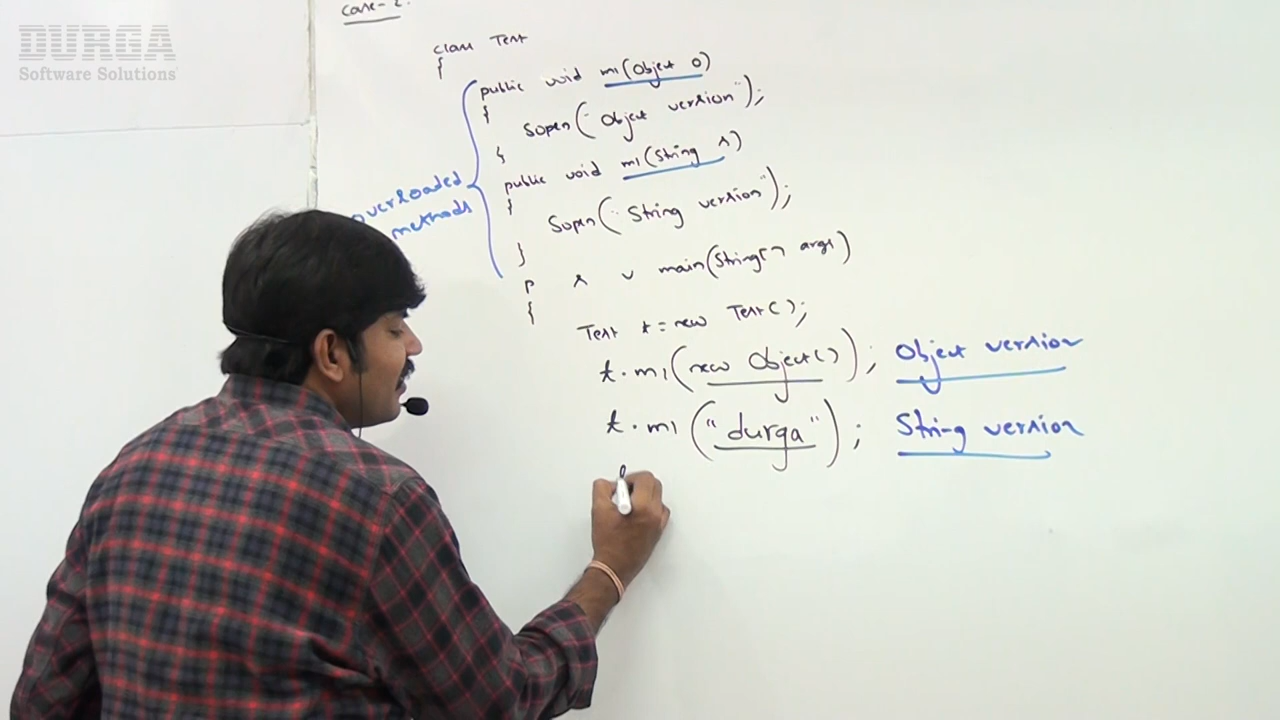 DURGA
Software Solutions
Case-2:
class Test
{
public void m1(Object o)
{
Sopln("Object version");
}
public void m1(String s)
{
Sopln("String version");
}
overloaded
methods
p s v main(String[] args)
{
Test t = new Test();
t.m1(new Object()); Object version
t.m1("durga"); String version